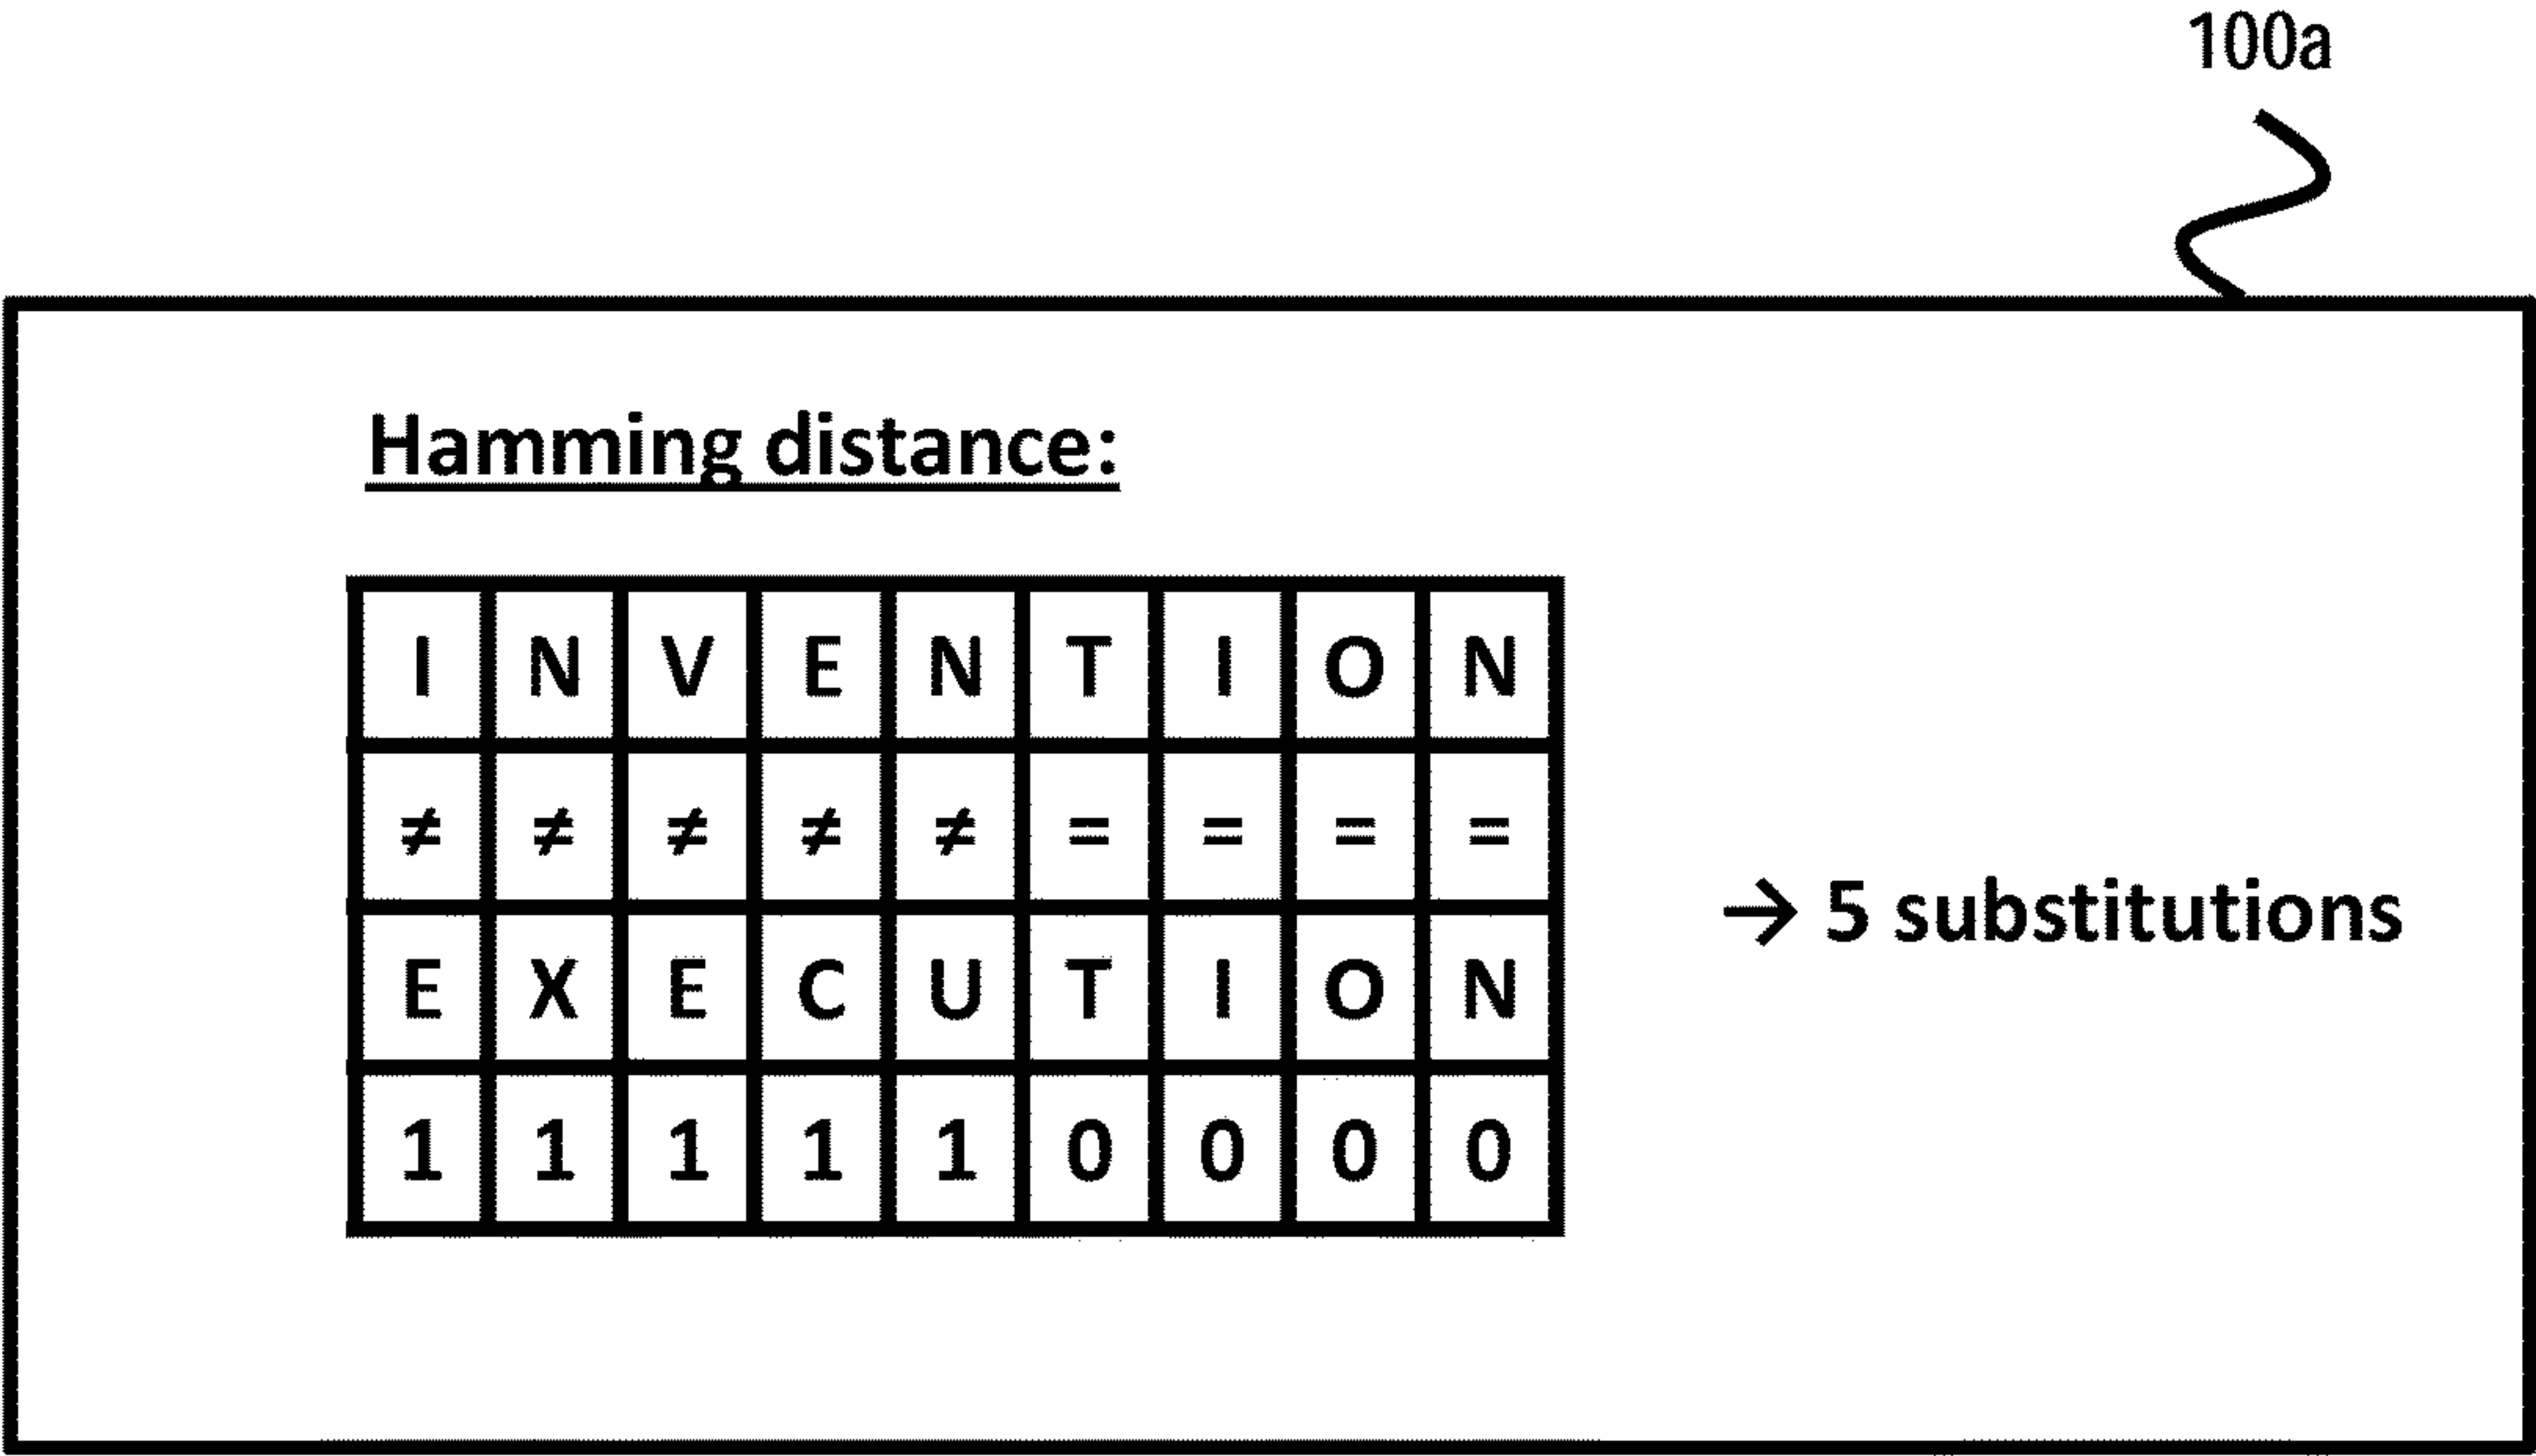 100a
Hamming distance:
I N V E N T I O N
≠ ≠ ≠ ≠ ≠ = = = =
E X E C U T I O N
1 1 1 1 1 0 0 0 0
→ 5 substitutions